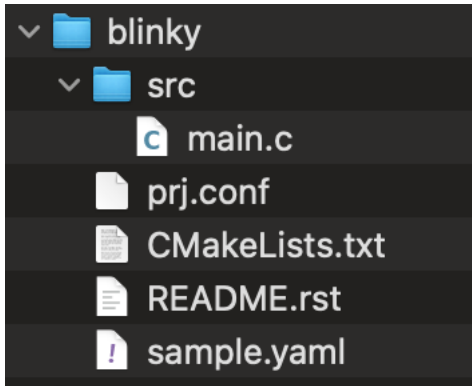 blinky
src
main.c
prj.conf
CMakeLists.txt
README.rst
sample.yaml